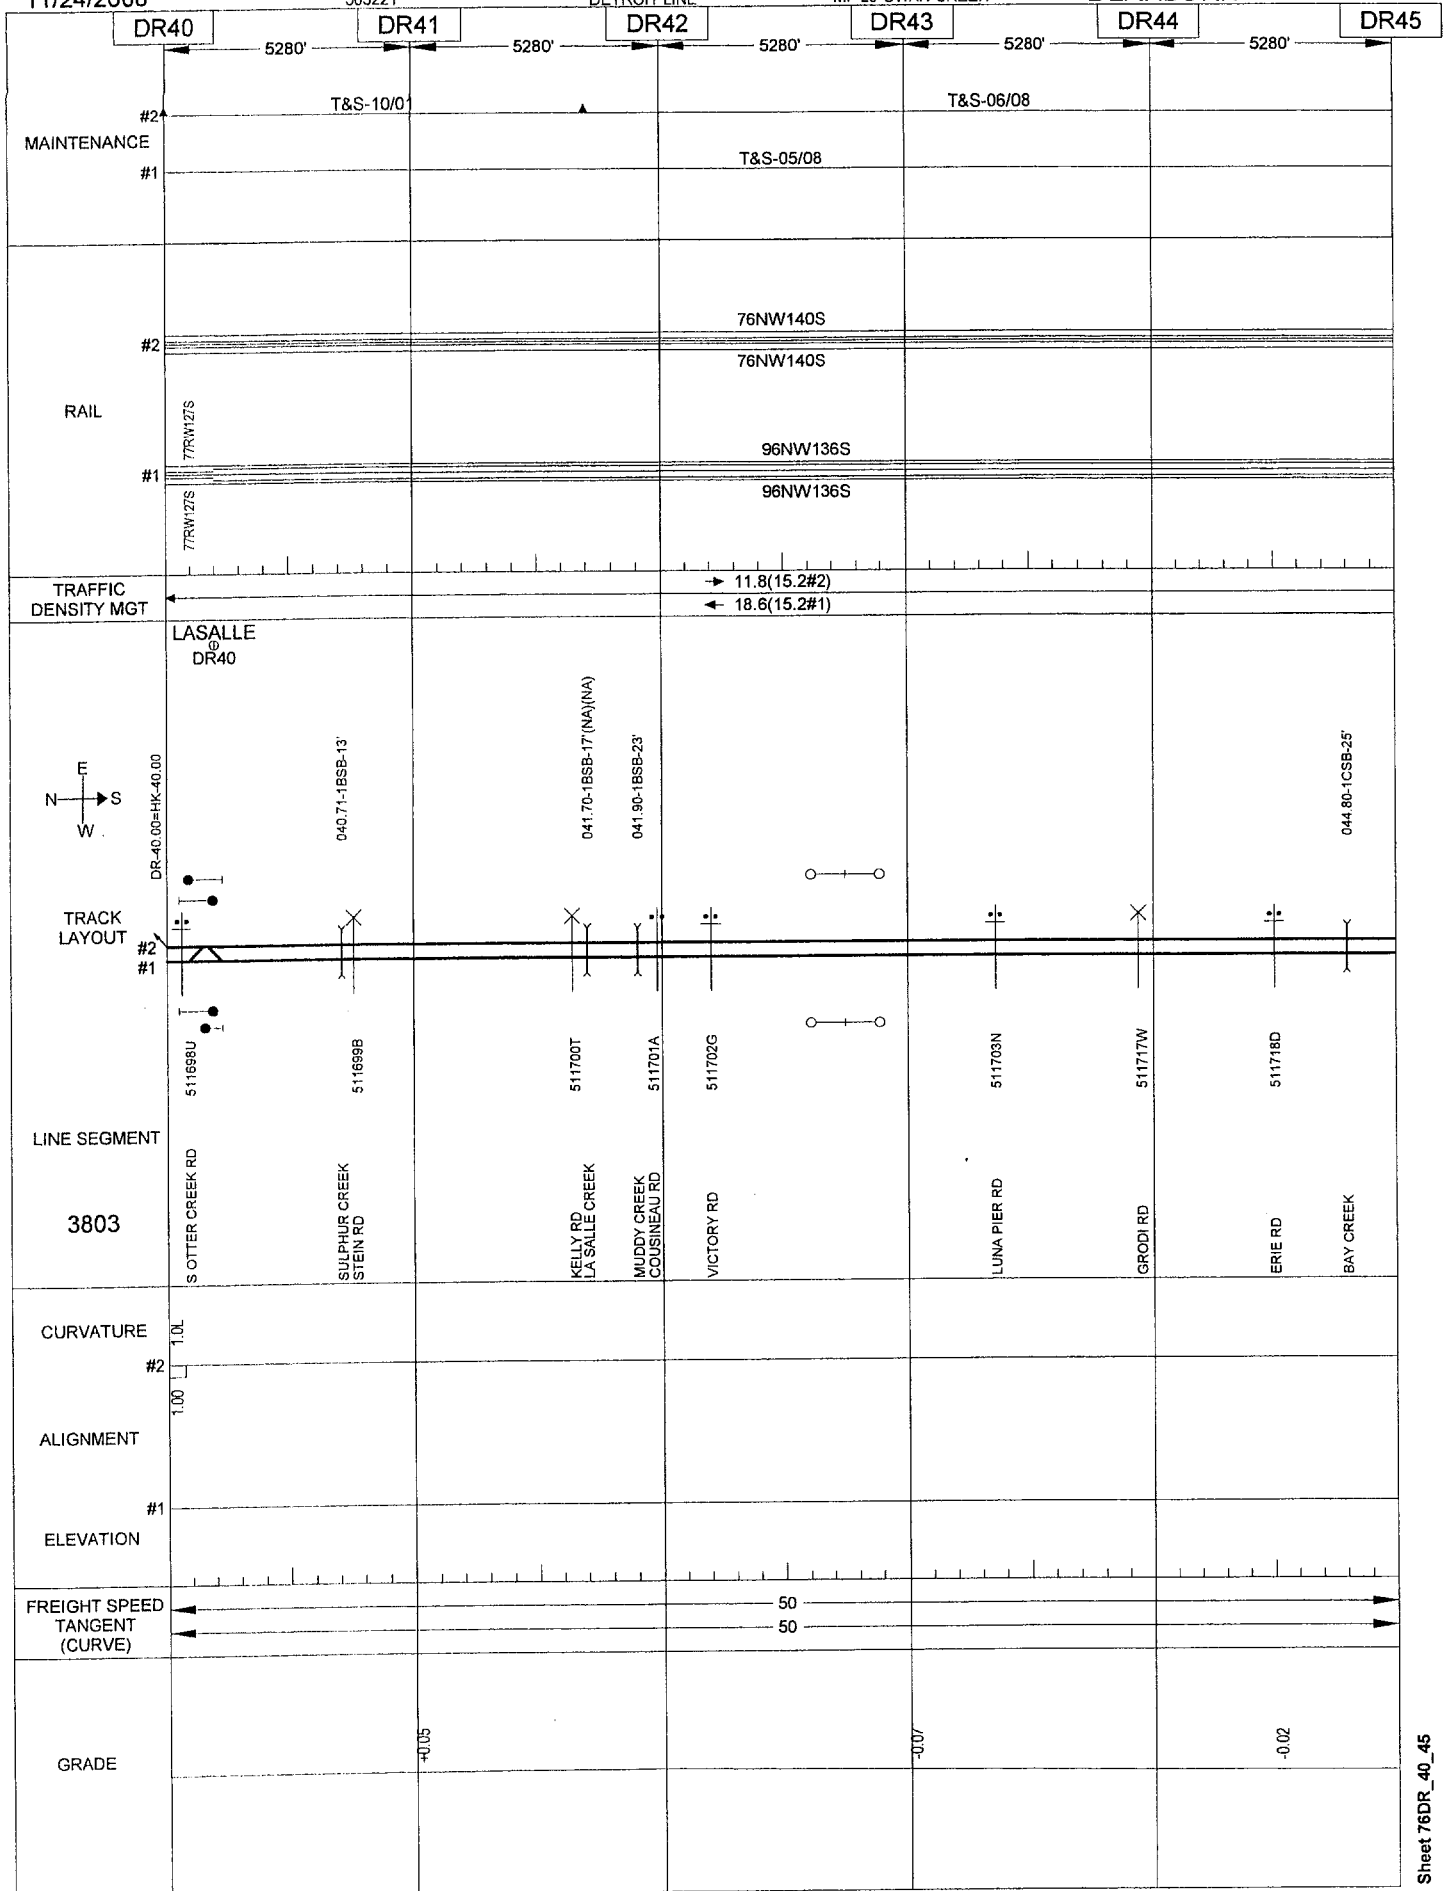 11/24/2008
DETROIT LINE
DR40
DR41
DR42
DR43
DR44
DR45
5280'
5280'
5280'
5280'
5280'
MAINTENANCE
#2
T&S-10/01
T&S-06/08
#1
T&S-05/08
RAIL
#2
76NW140S
76NW140S
77RW127S
#1
96NW136S
96NW136S
77RW127S
TRAFFIC
DENSITY MGT
11.8(15.2#2)
18.6(15.2#1)
LASALLE
DR40
E
N
S
W
DR-40.00=HK-40.00
040.71-1BSB-13'
041.70-1BSB-17'(NA)(NA)
041.90-1BSB-23'
044.80-1CSB-25'
TRACK
LAYOUT
#2
#1
511698U
511699B
511700T
511701A
511702G
511703N
511717W
511718D
LINE SEGMENT
3803
S OTTER CREEK RD
SULPHUR CREEK
STEIN RD
KELLY RD
LA SALLE CREEK
MUDDY CREEK
COUSINEAU RD
VICTORY RD
LUNA PIER RD
GRODI RD
ERIE RD
BAY CREEK
CURVATURE
1.0L
#2
1.00
ALIGNMENT
#1
ELEVATION
FREIGHT SPEED
TANGENT
(CURVE)
50
50
GRADE
+0.05
-0.07
-0.02
Sheet 76DR_40_45